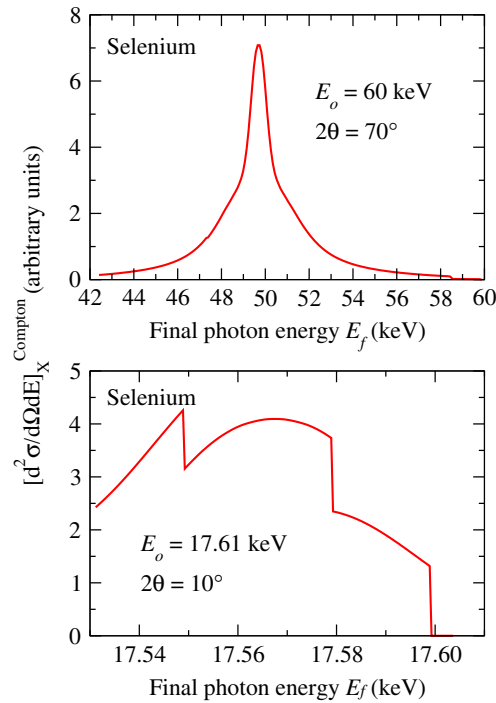 8
6
4
2
0
Selenium
E_o = 60 keV
2θ = 70°
42 44 46 48 50 52 54 56 58 60
Final photon energy E_f (keV)
[d² σ/dΩdE]_X^Compton (arbitrary units)
5
4
3
2
1
0
Selenium
E_o = 17.61 keV
2θ = 10°
17.54 17.56 17.58 17.60
Final photon energy E_f (keV)